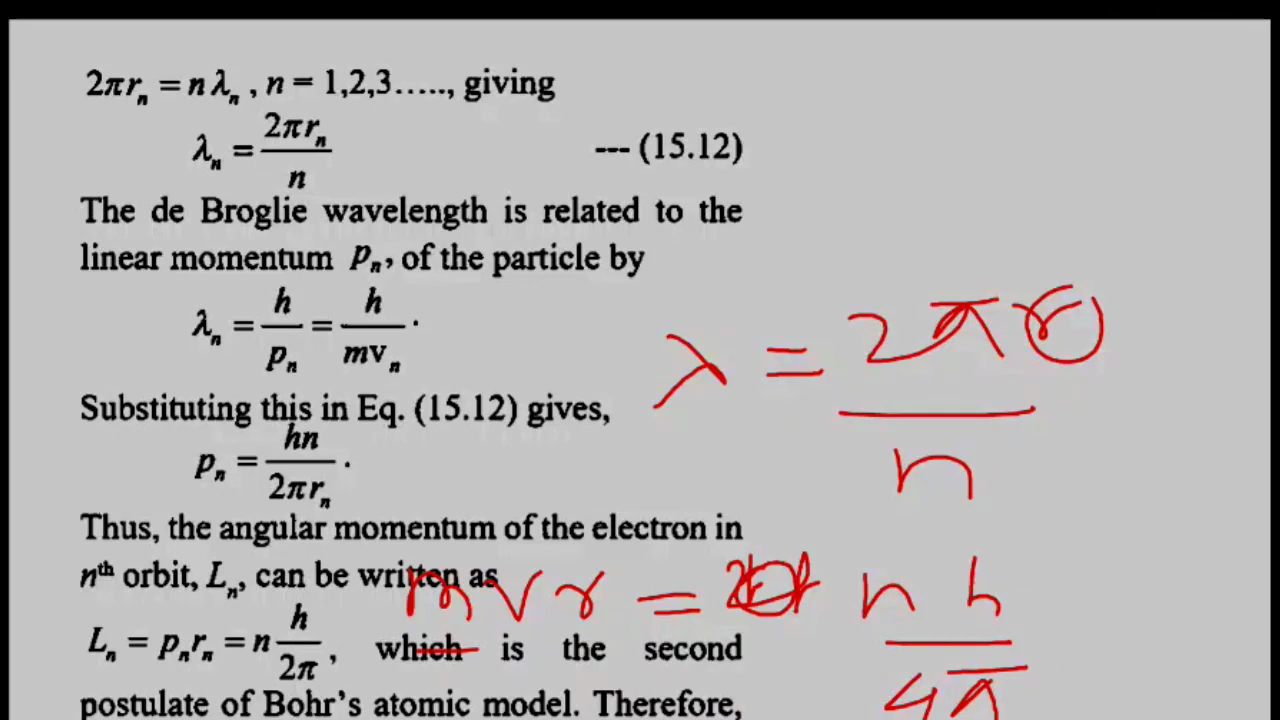 2πrₙ = n λₙ , n = 1,2,3....., giving
λₙ = 2πrₙ / n --- (15.12)
The de Broglie wavelength is related to the
linear momentum pₙ, of the particle by
λₙ = h / pₙ = h / mvₙ .
Substituting this in Eq. (15.12) gives,
pₙ = hn / 2πrₙ .
Thus, the angular momentum of the electron in
nᵗʰ orbit, Lₙ, can be written as
Lₙ = pₙrₙ = n h / 2π , which is the second
postulate of Bohr's atomic model. Therefore,
λ = 2πr / n
mvr = nh / 4π